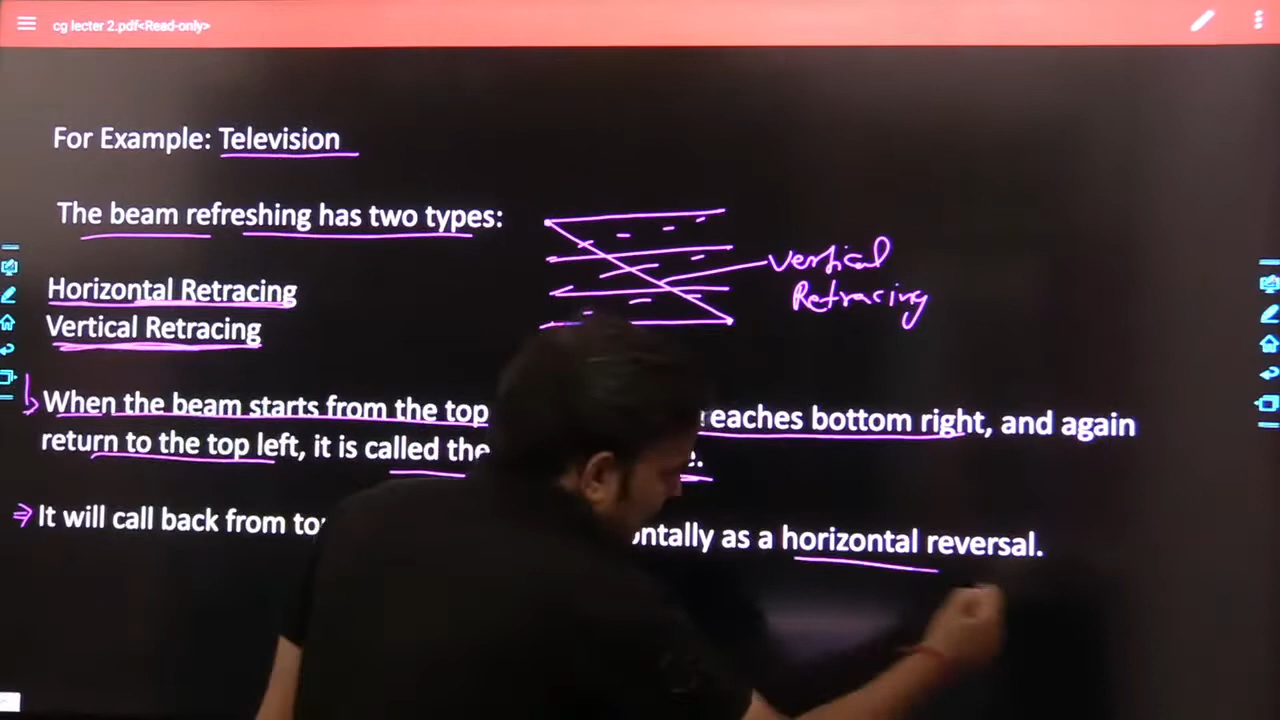 cg lecter 2.pdf<Read-only>
For Example: Television
The beam refreshing has two types:
Vertical
Retracing
Horizontal Retracing
Vertical Retracing
When the beam starts from the top reaches bottom right, and again
return to the top left, it is called the
It will call back from as a horizontal reversal.